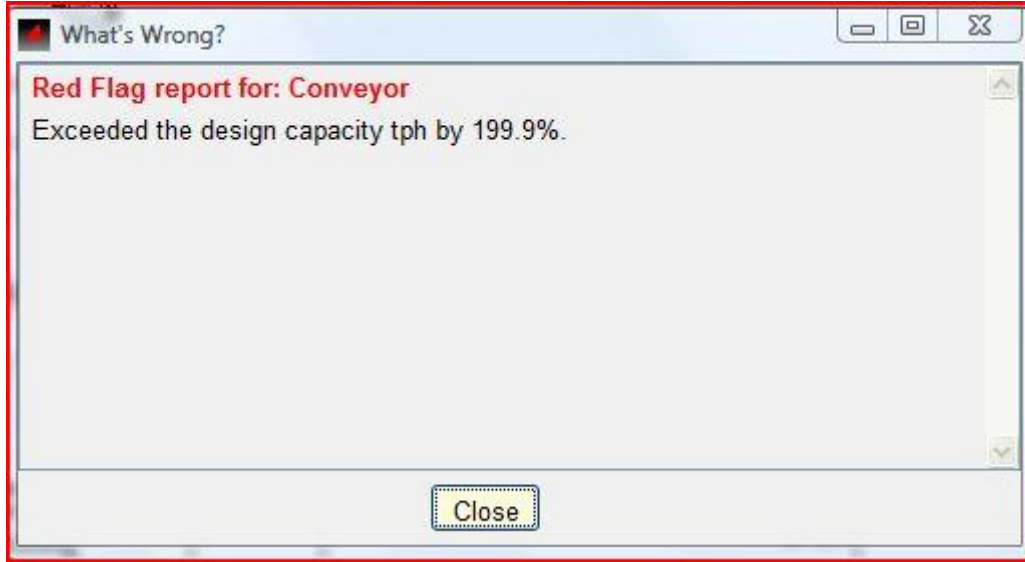 What's Wrong?
Red Flag report for: Conveyor
Exceeded the design capacity tph by 199.9%.
Close